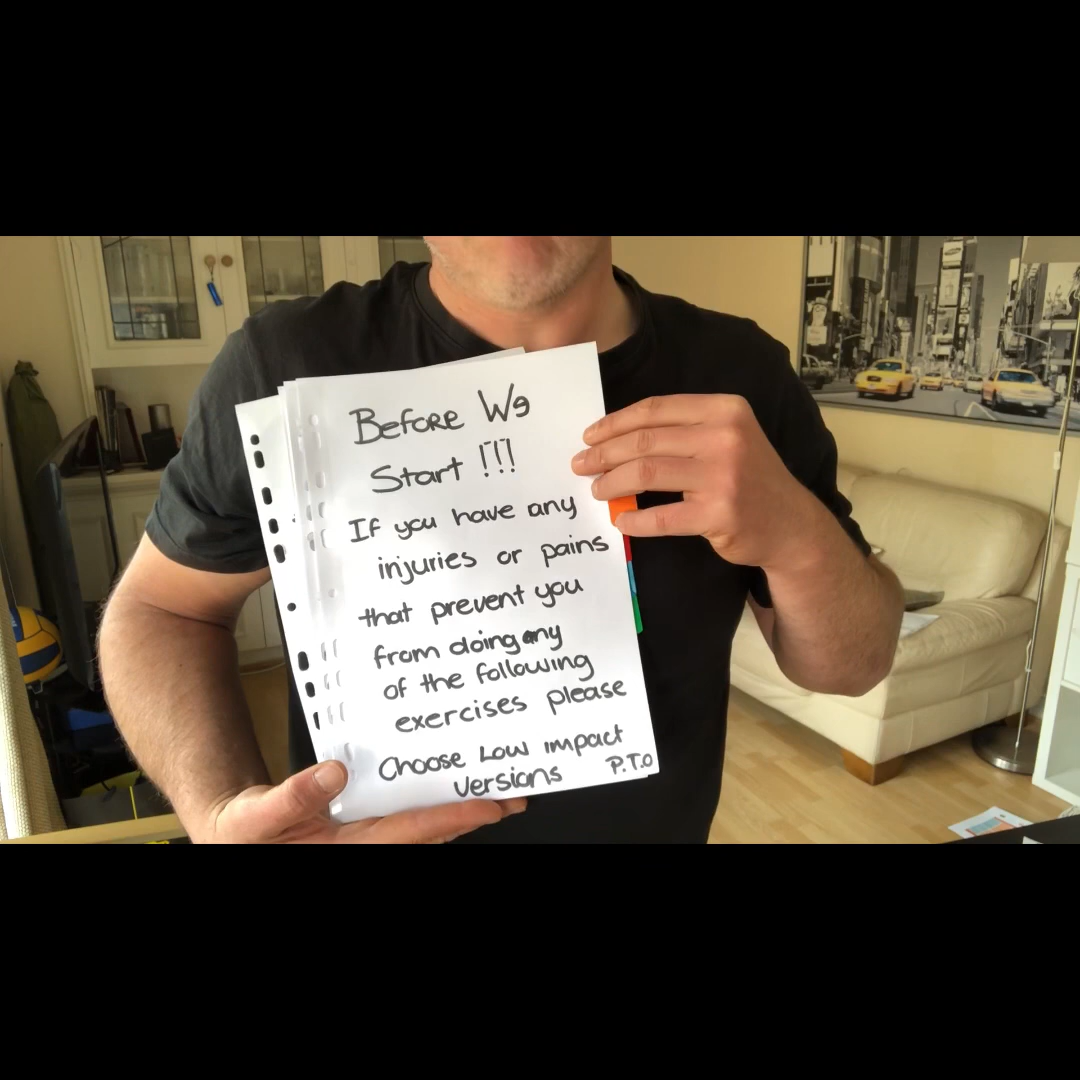 Before We
Start !!!
If you have any
injuries or pains
that prevent you
from doing any
of the following
exercises please
Choose Low impact
Versions P.T.O